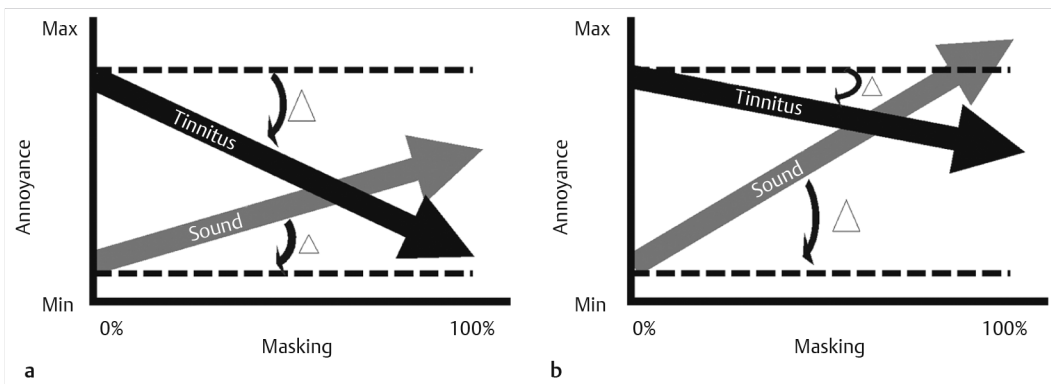 Max
Tinnitus
△
Sound
△
Annoyance
Min
0%
100%
Masking
a
Max
Tinnitus
△
Sound
△
Annoyance
Min
0%
100%
Masking
b